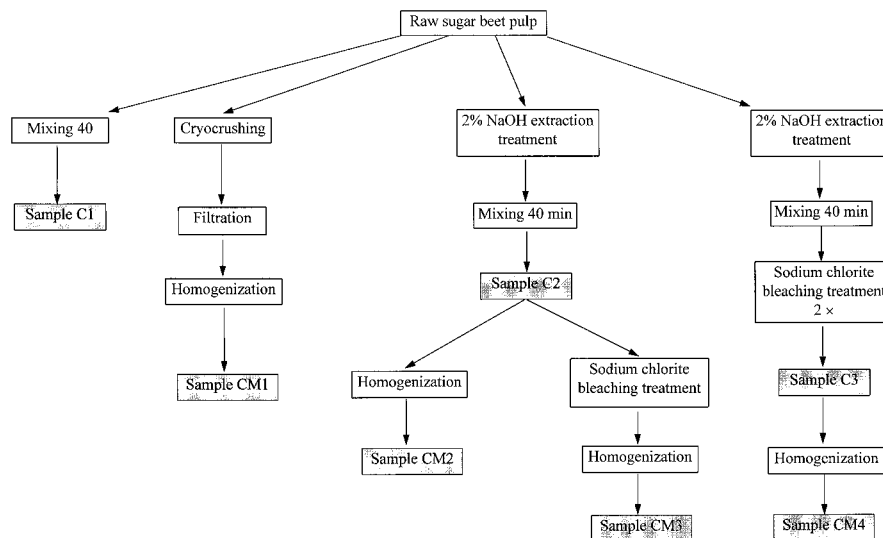 Raw sugar beet pulp
Mixing 40
Sample C1
Cryocrushing
Filtration
Homogenization
Sample CM1
2% NaOH extraction
treatment
Mixing 40 min
Sample C2
Homogenization
Sample CM2
Sodium chlorite
bleaching treatment
Homogenization
Sample CM3
2% NaOH extraction
treatment
Mixing 40 min
Sodium chlorite
bleaching treatment
2 ×
Sample C3
Homogenization
Sample CM4